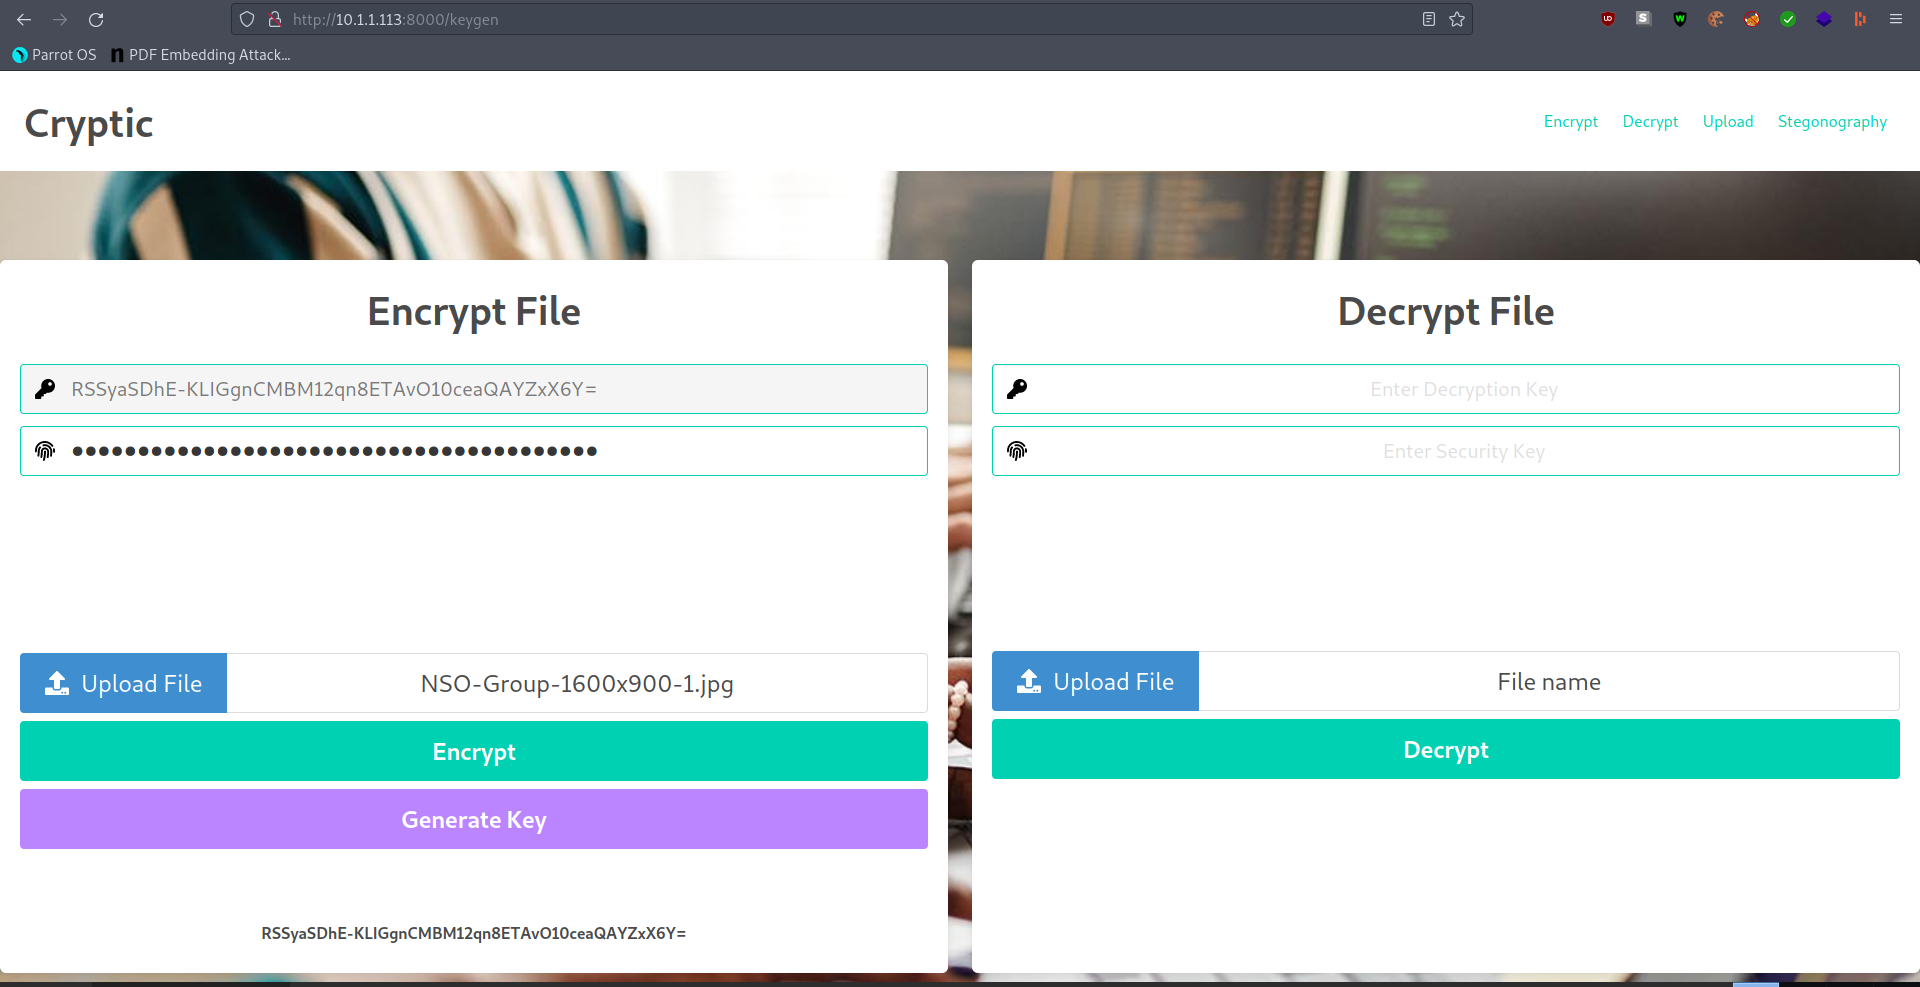 http://10.1.1.113:8000/keygen
Parrot OS
PDF Embedding Attack...
Cryptic
Encrypt
Decrypt
Upload
Stegonography
Encrypt File
RSSyaSDhE-KLIGgnCMBM12qn8ETAvO10ceaQAYZxX6Y=
Upload File
NSO-Group-1600x900-1.jpg
Encrypt
Generate Key
RSSyaSDhE-KLIGgnCMBM12qn8ETAvO10ceaQAYZxX6Y=
Decrypt File
Enter Decryption Key
Enter Security Key
Upload File
File name
Decrypt